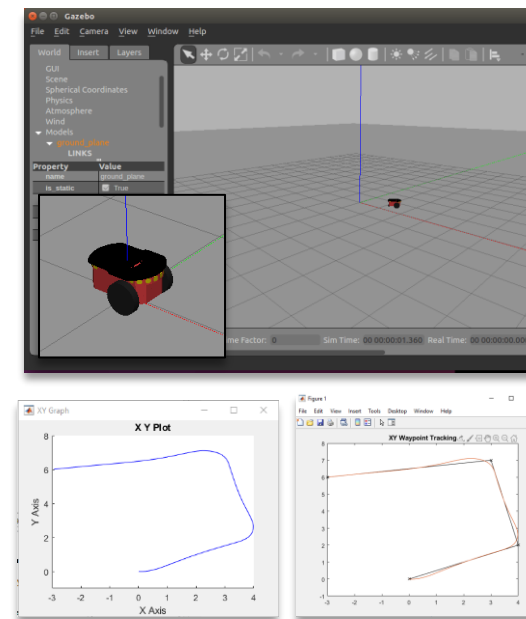 Gazebo
File Edit Camera View Window Help
World Insert Layers
GUI
Scene
Spherical Coordinates
Physics
Atmosphere
Wind
Models
ground_plane
LINKS
Property Value
name ground_plane
is_static True
me Factor: 0 Sim Time: 00 00:00:01.360 Real Time: 00 00:00:00.00
XY Graph
X Y Plot
8
6
4
2
0
Y Axis
-3 -2 -1 0 1 2 3 4
X Axis
Figure 1
File Edit View Insert Tools Desktop Window Help
XY Waypoint Tracking
8
7
6
5
4
3
2
1
0
-1
-3 -2 -1 0 1 2 3 4